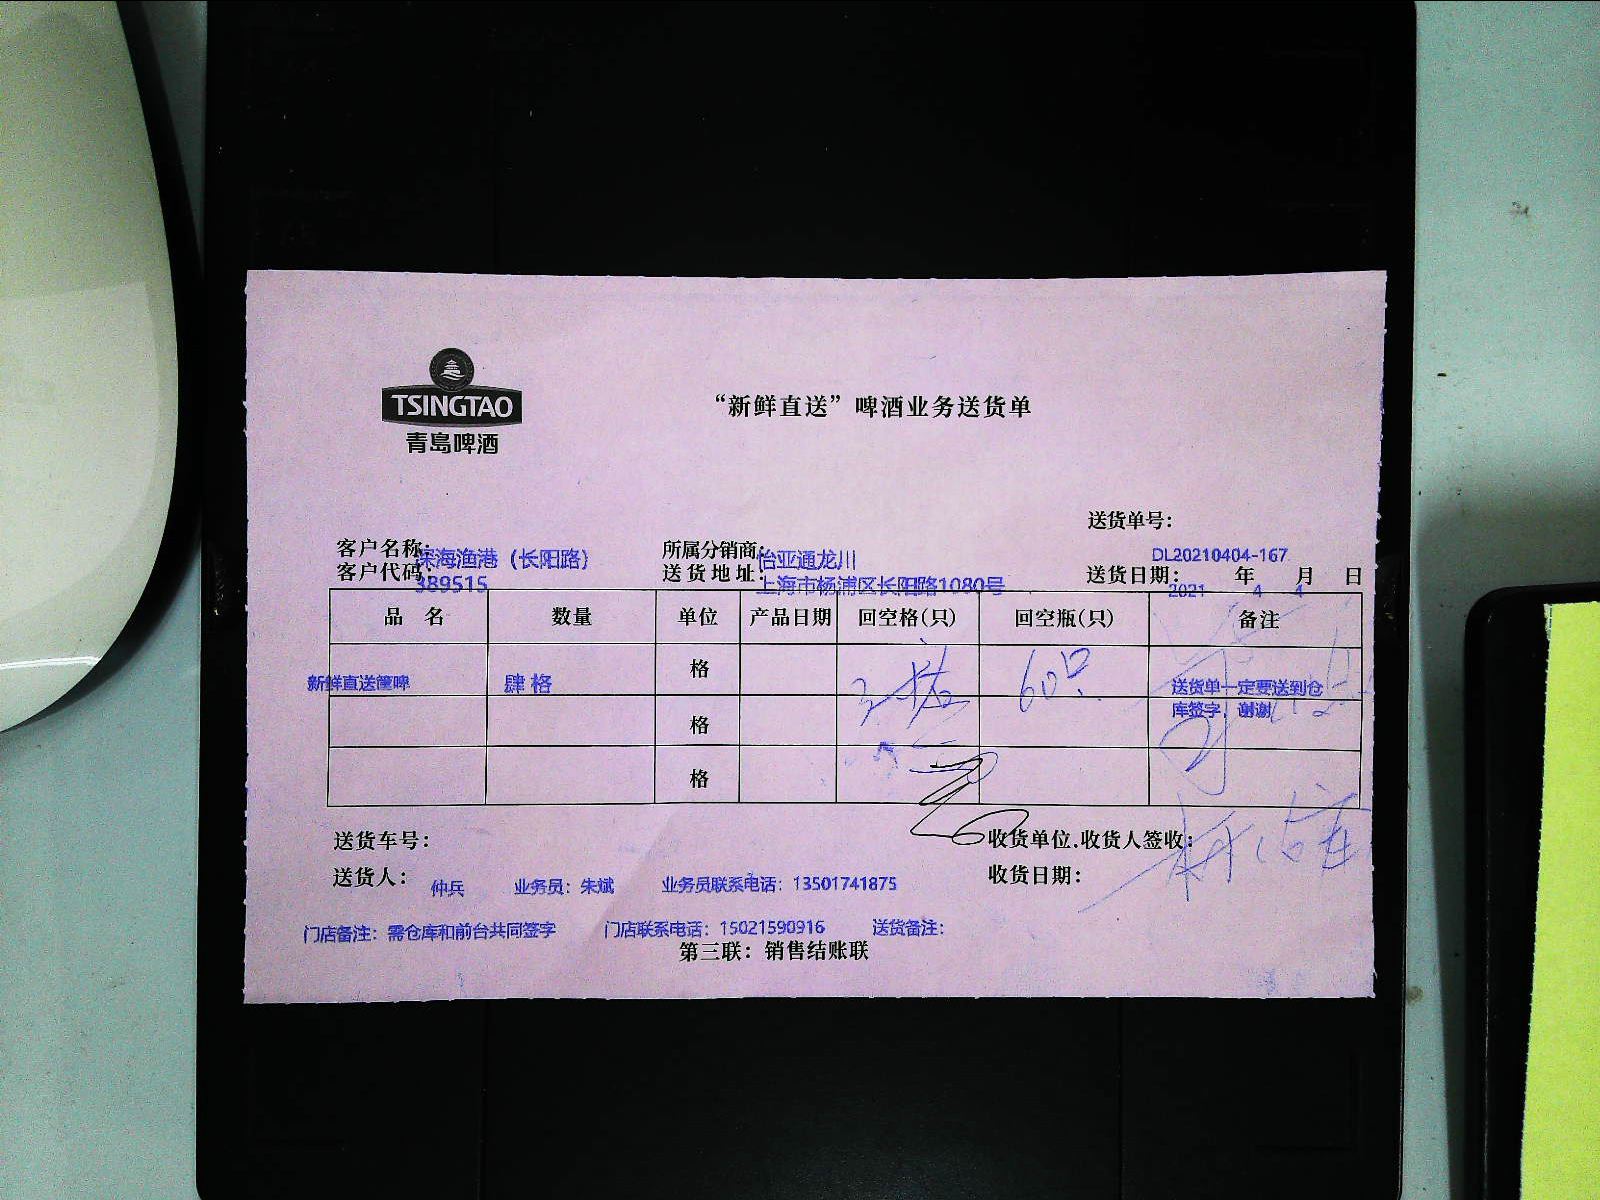 TSINGTAO
青島啤酒
“新鲜直送”啤酒业务送货单
送货单号:
DL20210404-167
客户名称: 深海渔港（长阳路） 所属分销商: 怡亚通龙川
客户代码: 389515 送货地址: 上海市杨浦区长阳路1080号 送货日期: 2021 年 4 月 4 日
品 名 数量 单位 产品日期 回空格(只) 回空瓶(只) 备注
新鲜直送筐啤 肆 格 格 60只 送货单一定要送到仓
库签字，谢谢
格
格
送货车号: 收货单位.收货人签收:
送货人: 仲兵 业务员: 朱斌 业务员联系电话: 13501741875 收货日期:
门店备注: 需仓库和前台共同签字 门店联系电话: 15021590916 送货备注:
第三联: 销售结账联